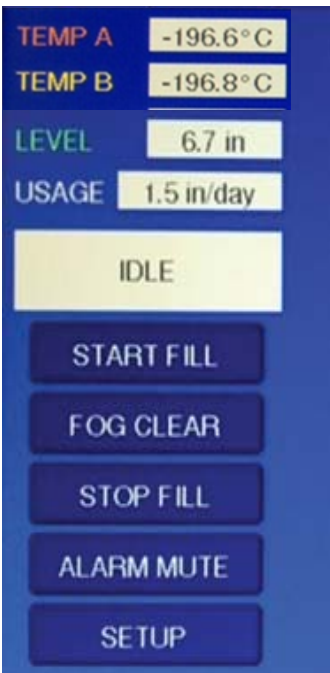 TEMP A -196.6°C
TEMP B -196.8°C
LEVEL 6.7 in
USAGE 1.5 in/day
IDLE
START FILL
FOG CLEAR
STOP FILL
ALARM MUTE
SETUP